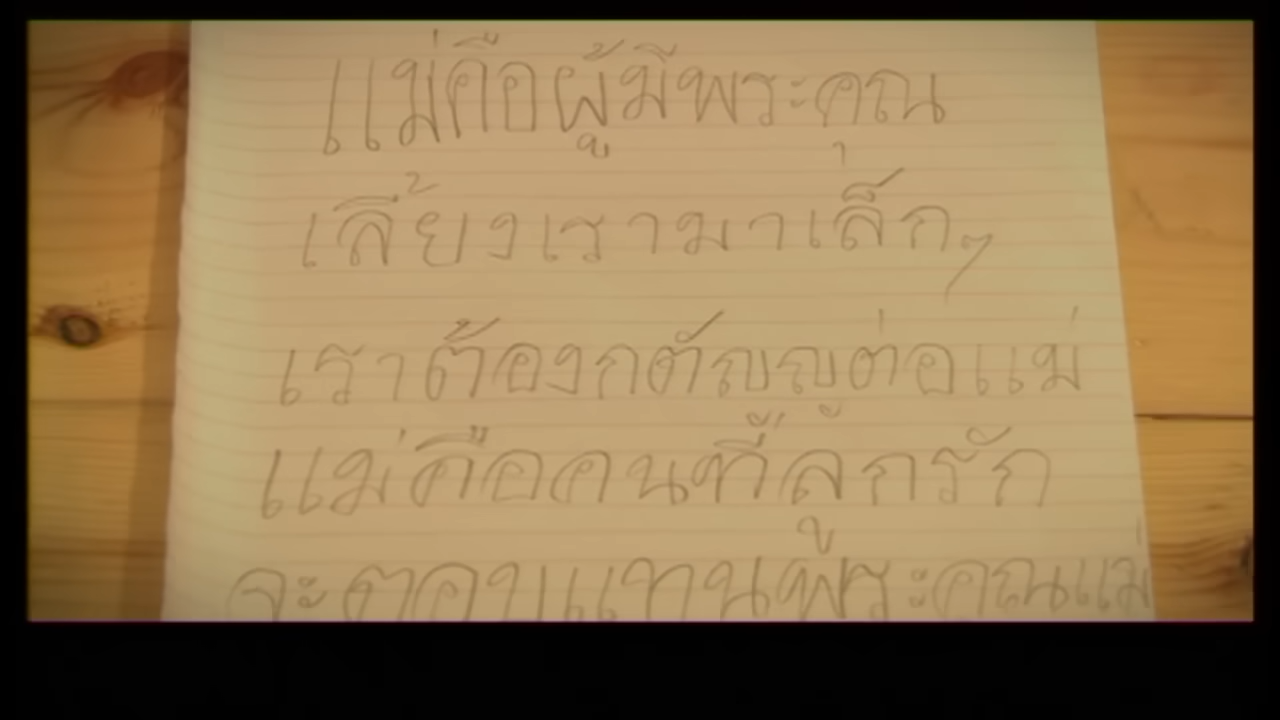 แม่คือผู้มีพระคุณ
เลี้ยงเรามาเล็กๆ
เราต้องกตัญญูต่อแม่
แม่คือคนที่ลูกรัก
จะตอบแทนพระคุณแม่